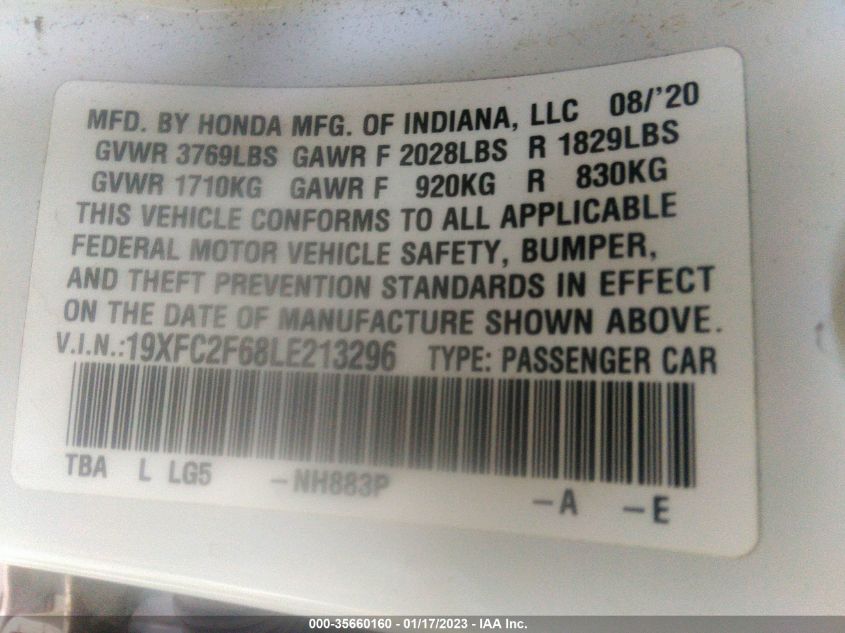 MFD. BY HONDA MFG. OF INDIANA, LLC 08/'20
GVWR 3769LBS GAWR F 2028LBS R 1829LBS
GVWR 1710KG GAWR F 920KG R 830KG
THIS VEHICLE CONFORMS TO ALL APPLICABLE
FEDERAL MOTOR VEHICLE SAFETY, BUMPER,
AND THEFT PREVENTION STANDARDS IN EFFECT
ON THE DATE OF MANUFACTURE SHOWN ABOVE.
V.I.N.:19XFC2F68LE213296 TYPE: PASSENGER CAR
TBA L LG5 -NH883P -A -E
000-35660160 - 01/17/2023 - IAA Inc.